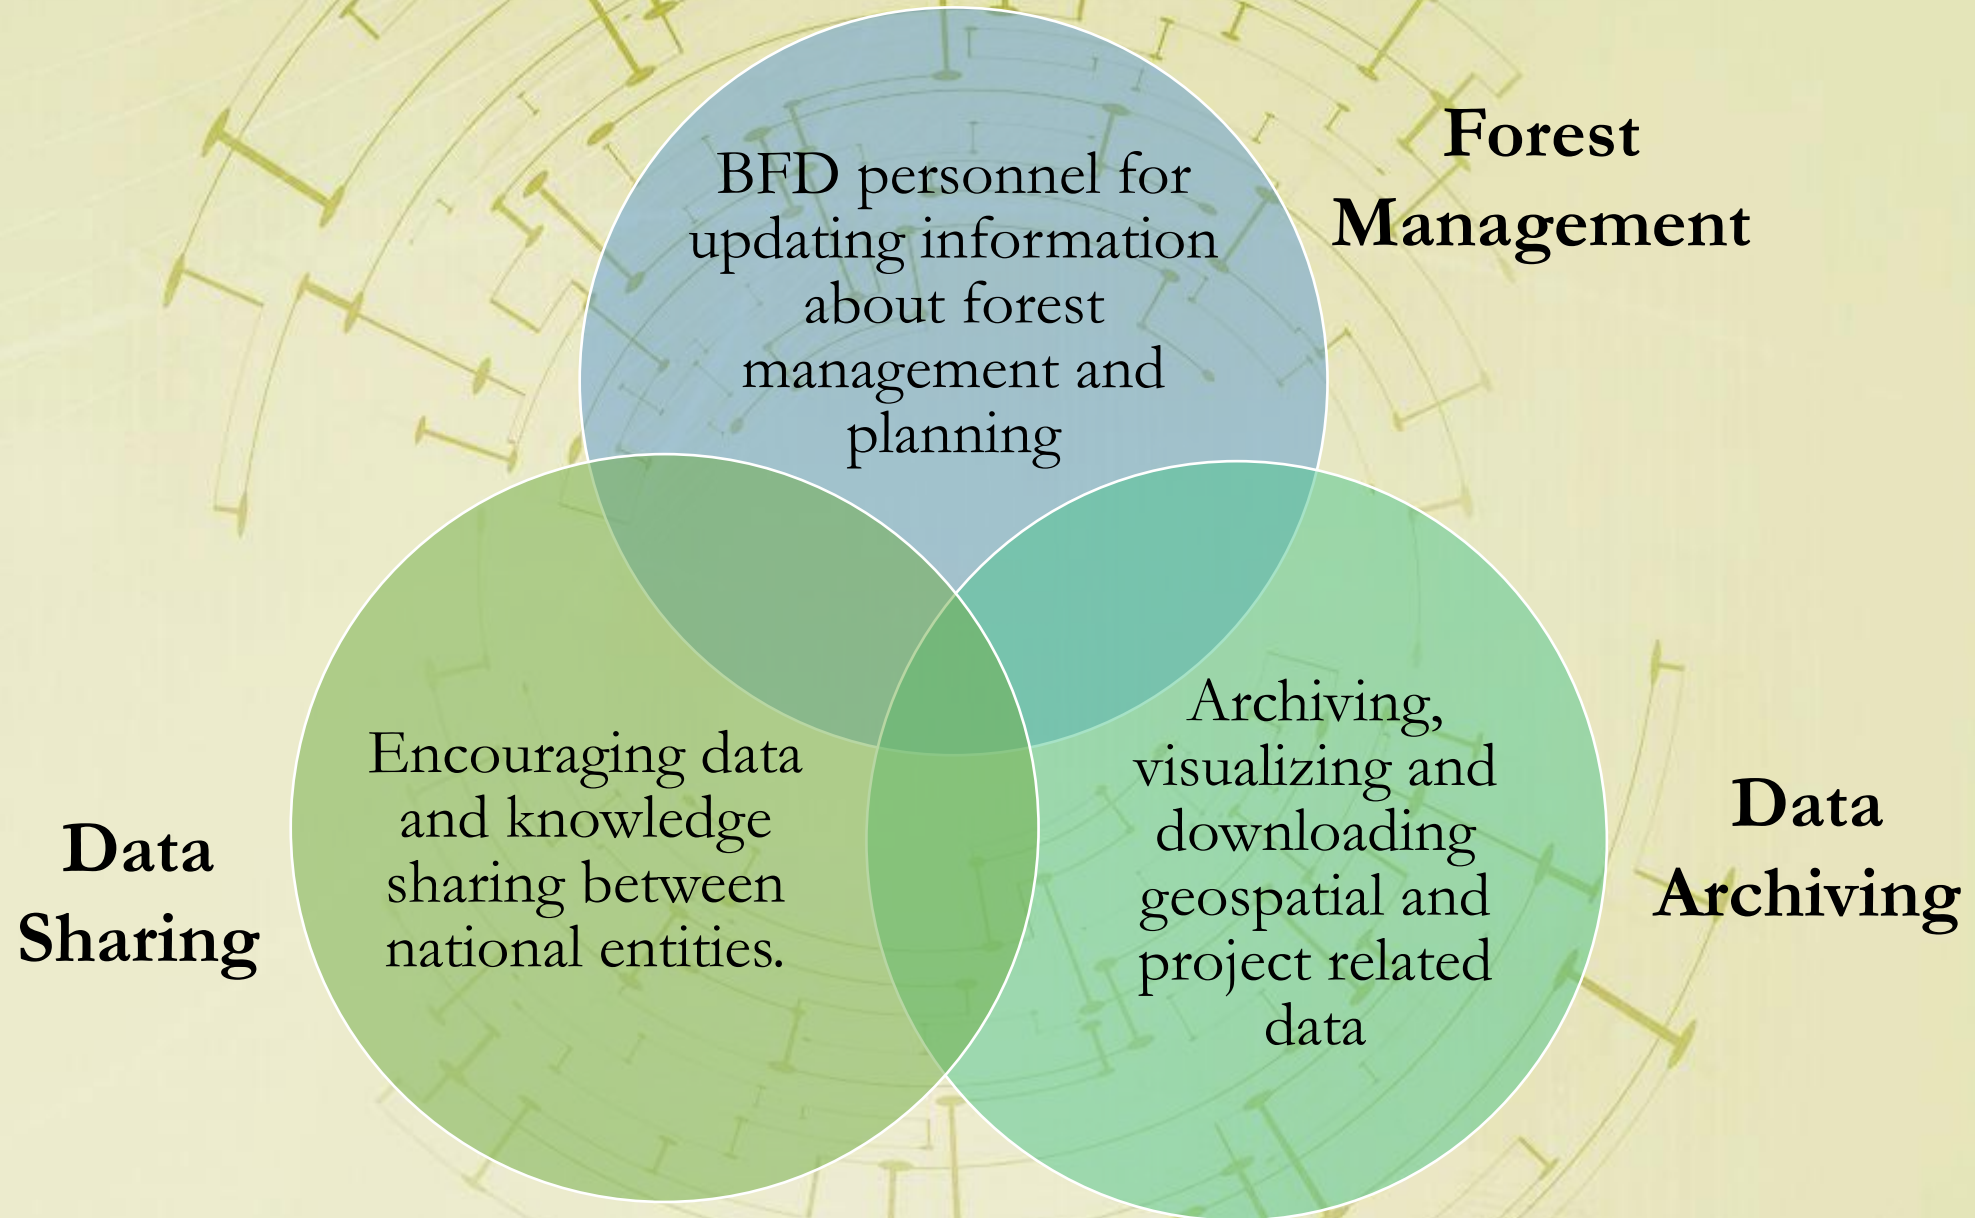 BFD personnel for
updating information
about forest
management and
planning
Forest
Management
Encouraging data
and knowledge
sharing between
national entities.
Data
Sharing
Archiving,
visualizing and
downloading
geospatial and
project related
data
Data
Archiving